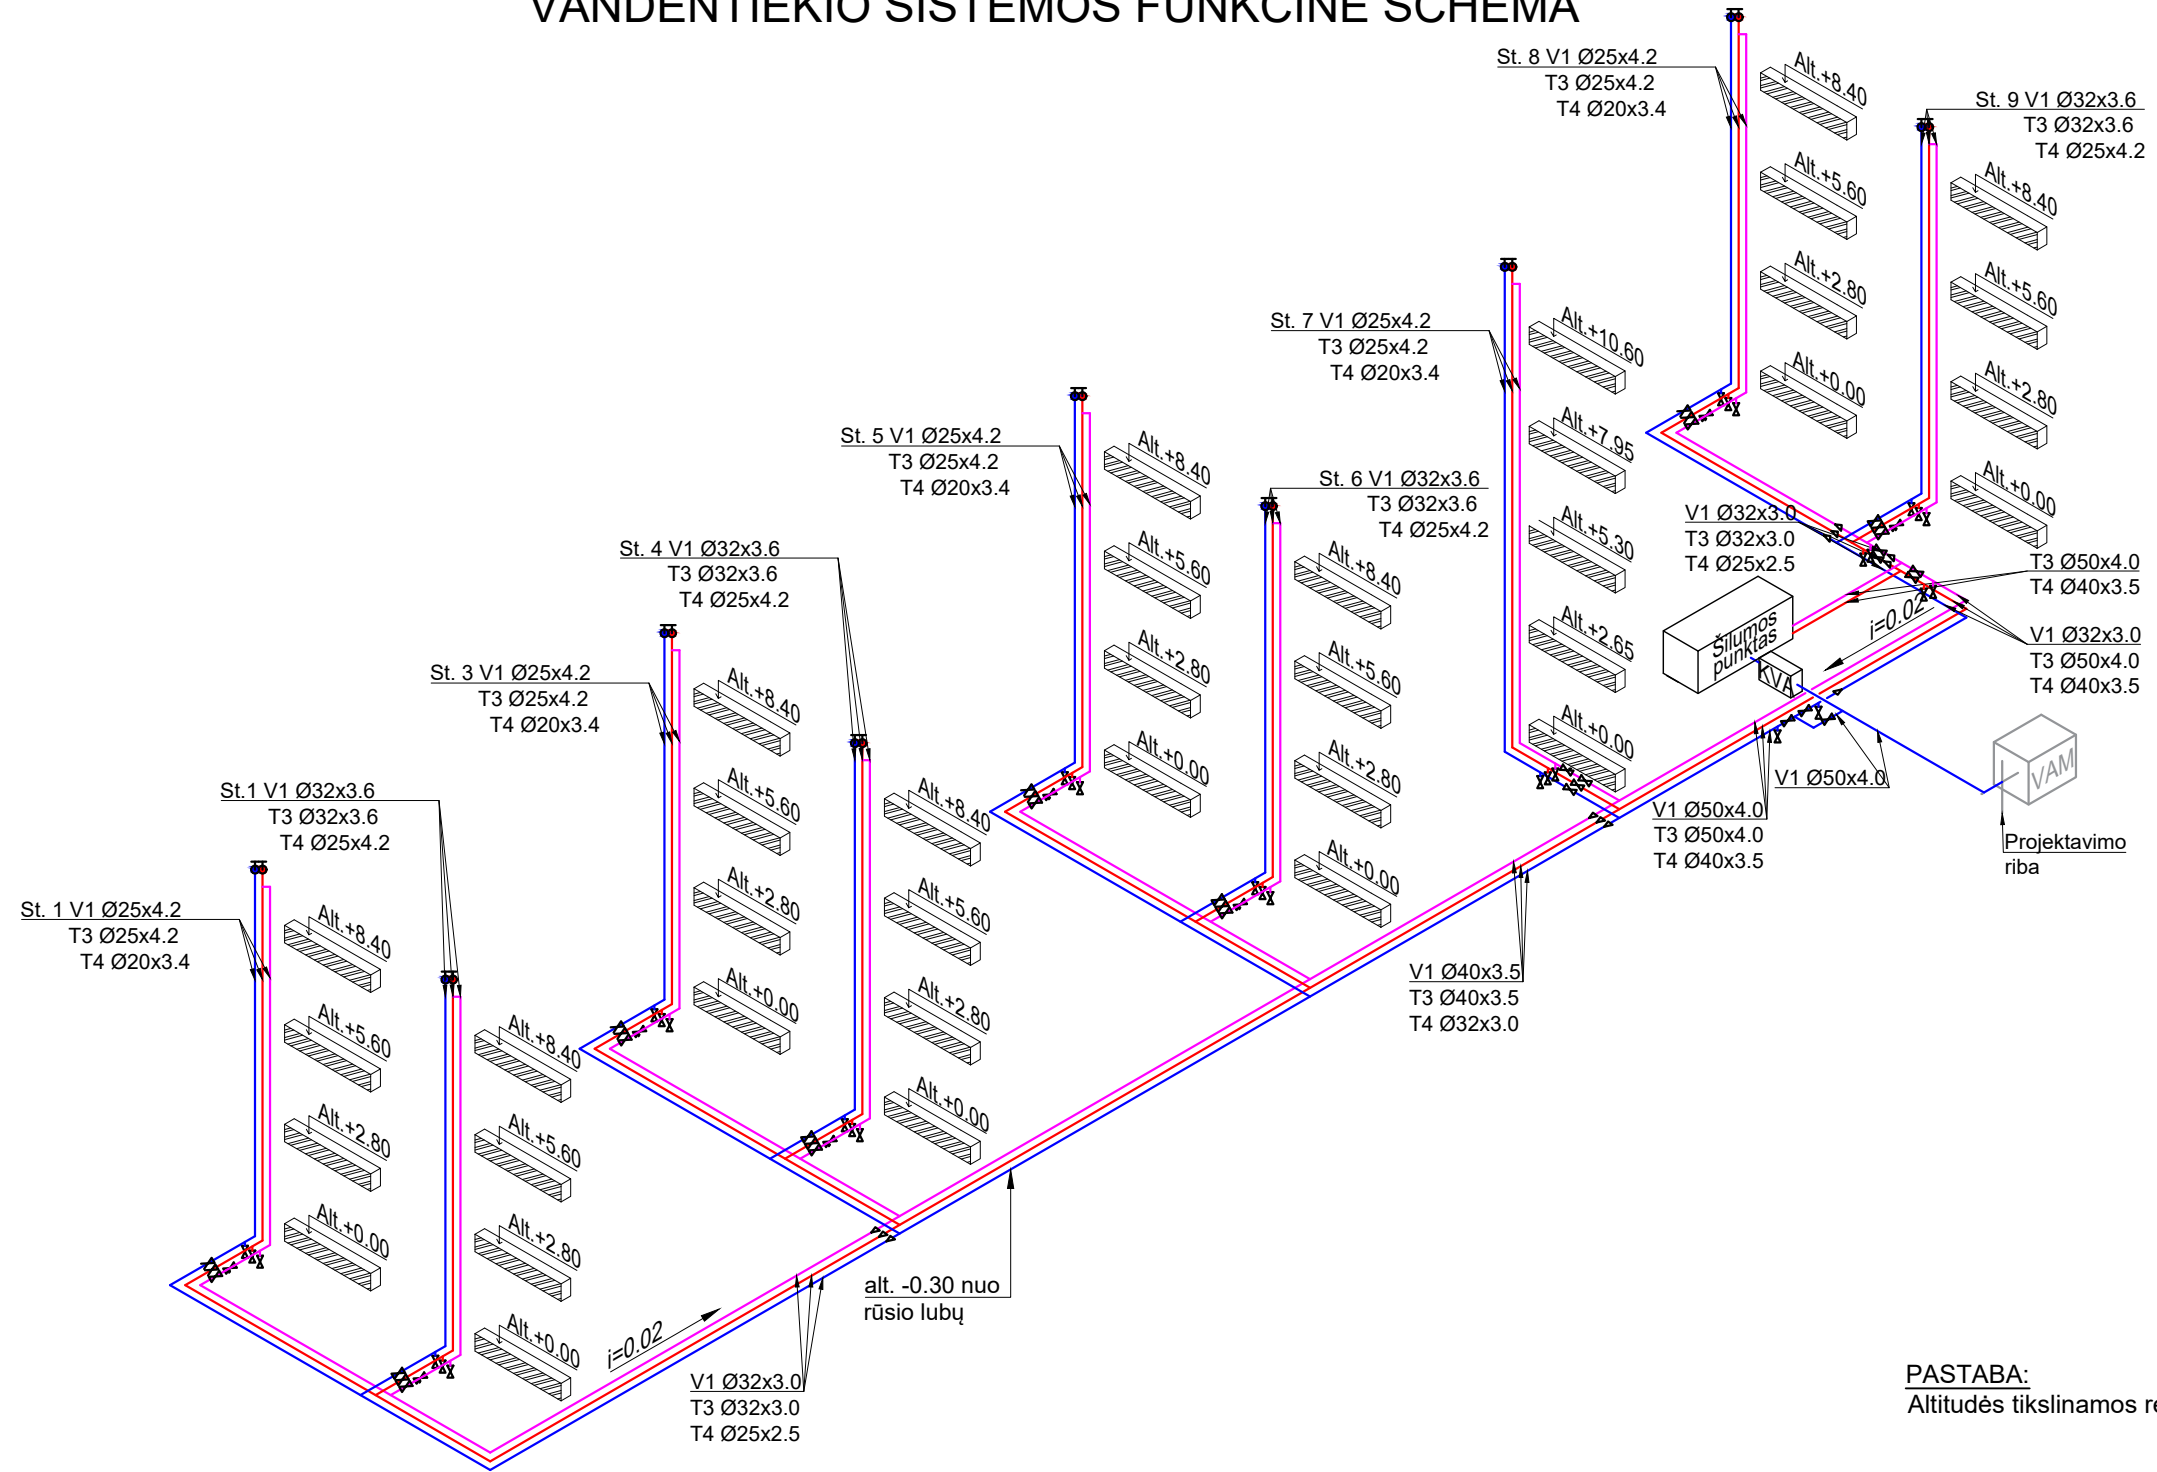 VANDENTIEKIO SISTEMOS FUNKCINĖ SCHEMA
St. 8 V1 Ø25x4.2
T3 Ø25x4.2
T4 Ø20x3.4
Alt.+8.40
Alt.+5.60
Alt.+2.80
Alt.+0.00
St. 9 V1 Ø32x3.6
T3 Ø32x3.6
T4 Ø25x4.2
Alt.+8.40
Alt.+5.60
Alt.+2.80
Alt.+0.00
St. 7 V1 Ø25x4.2
T3 Ø25x4.2
T4 Ø20x3.4
Alt.+10.60
Alt.+7.95
Alt.+5.30
Alt.+2.65
Alt.+0.00
St. 5 V1 Ø25x4.2
T3 Ø25x4.2
T4 Ø20x3.4
Alt.+8.40
Alt.+5.60
Alt.+2.80
Alt.+0.00
St. 6 V1 Ø32x3.6
T3 Ø32x3.6
T4 Ø25x4.2
Alt.+8.40
Alt.+5.60
Alt.+2.80
Alt.+0.00
V1 Ø32x3.0
T3 Ø32x3.0
T4 Ø25x2.5
T3 Ø50x4.0
T4 Ø40x3.5
i=0.02
V1 Ø32x3.0
T3 Ø50x4.0
T4 Ø40x3.5
Šilumos
punktas
KVA
VAM
Projektavimo
riba
V1 Ø50x4.0
V1 Ø50x4.0
T3 Ø50x4.0
T4 Ø40x3.5
St. 4 V1 Ø32x3.6
T3 Ø32x3.6
T4 Ø25x4.2
St. 3 V1 Ø25x4.2
T3 Ø25x4.2
T4 Ø20x3.4
Alt.+8.40
Alt.+5.60
Alt.+2.80
Alt.+0.00
Alt.+8.40
Alt.+5.60
Alt.+2.80
Alt.+0.00
St.1 V1 Ø32x3.6
T3 Ø32x3.6
T4 Ø25x4.2
St. 1 V1 Ø25x4.2
T3 Ø25x4.2
T4 Ø20x3.4
Alt.+8.40
Alt.+5.60
Alt.+2.80
Alt.+0.00
Alt.+8.40
Alt.+5.60
Alt.+2.80
Alt.+0.00
V1 Ø40x3.5
T3 Ø40x3.5
T4 Ø32x3.0
alt. -0.30 nuo
rūsio lubų
i=0.02
V1 Ø32x3.0
T3 Ø32x3.0
T4 Ø25x2.5
PASTABA:
Altitudės tikslinamos